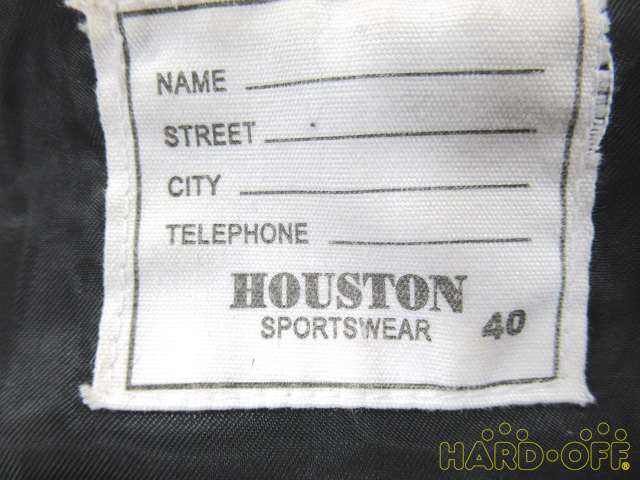 NAME
STREET
CITY
TELEPHONE
HOUSTON
SPORTSWEAR 40
HARD-OFF